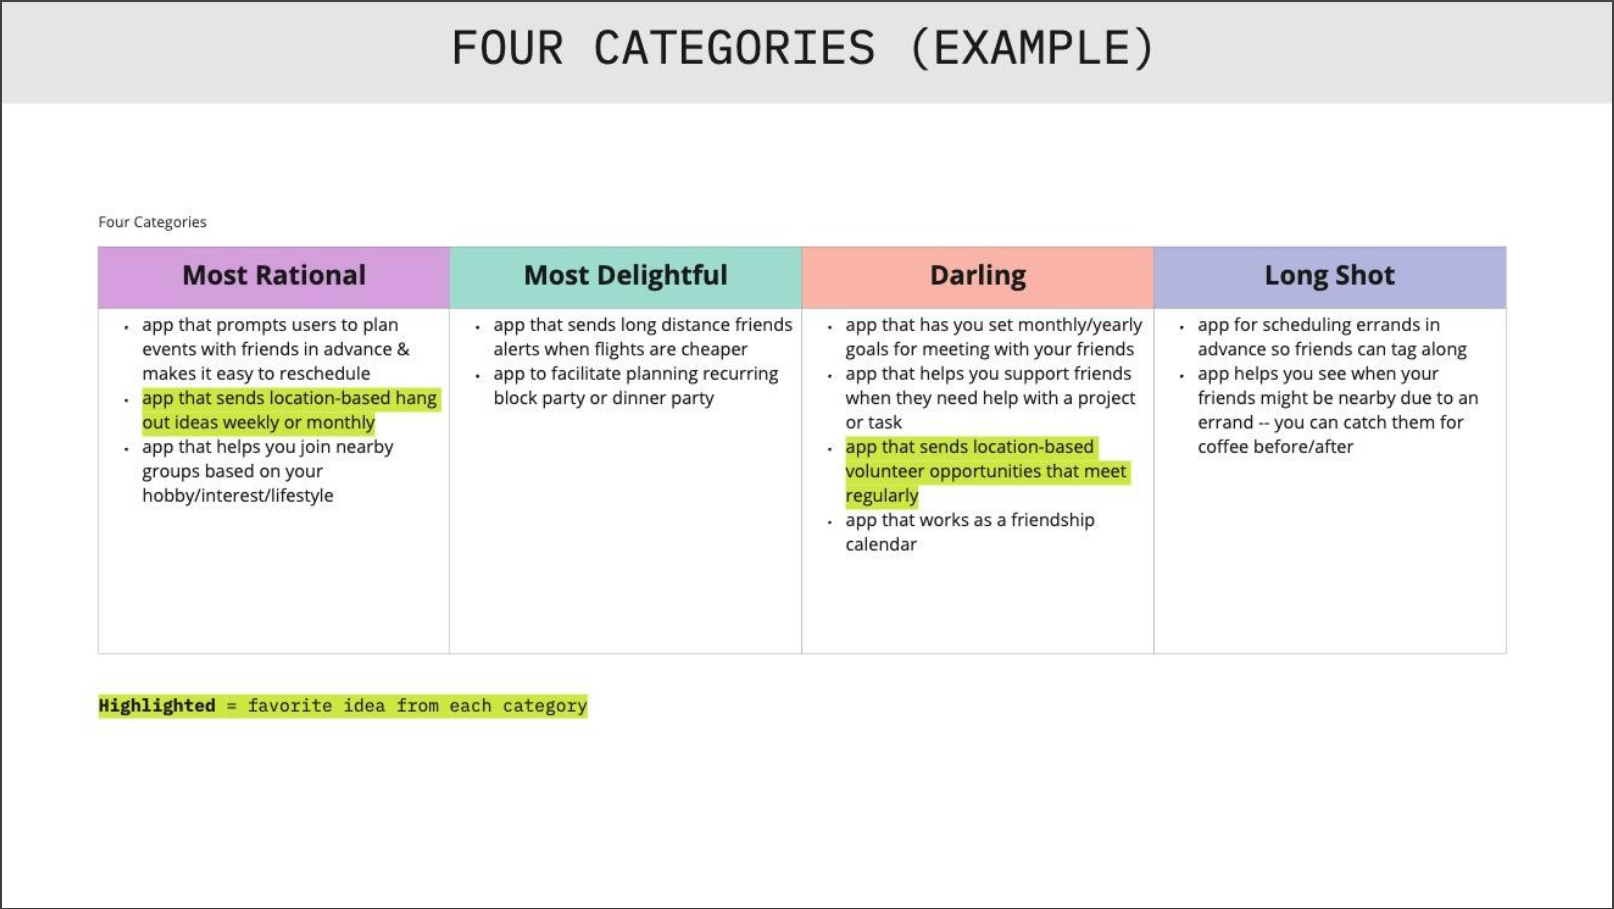 FOUR CATEGORIES (EXAMPLE)
Four Categories
Most Rational
• app that prompts users to plan
events with friends in advance &
makes it easy to reschedule
• app that sends location-based hang
out ideas weekly or monthly
• app that helps you join nearby
groups based on your
hobby/interest/lifestyle
Most Delightful
• app that sends long distance friends
alerts when flights are cheaper
• app to facilitate planning recurring
block party or dinner party
Darling
• app that has you set monthly/yearly
goals for meeting with your friends
• app that helps you support friends
when they need help with a project
or task
• app that sends location-based
volunteer opportunities that meet
regularly
• app that works as a friendship
calendar
Long Shot
• app for scheduling errands in
advance so friends can tag along
• app helps you see when your
friends might be nearby due to an
errand -- you can catch them for
coffee before/after
Highlighted = favorite idea from each category